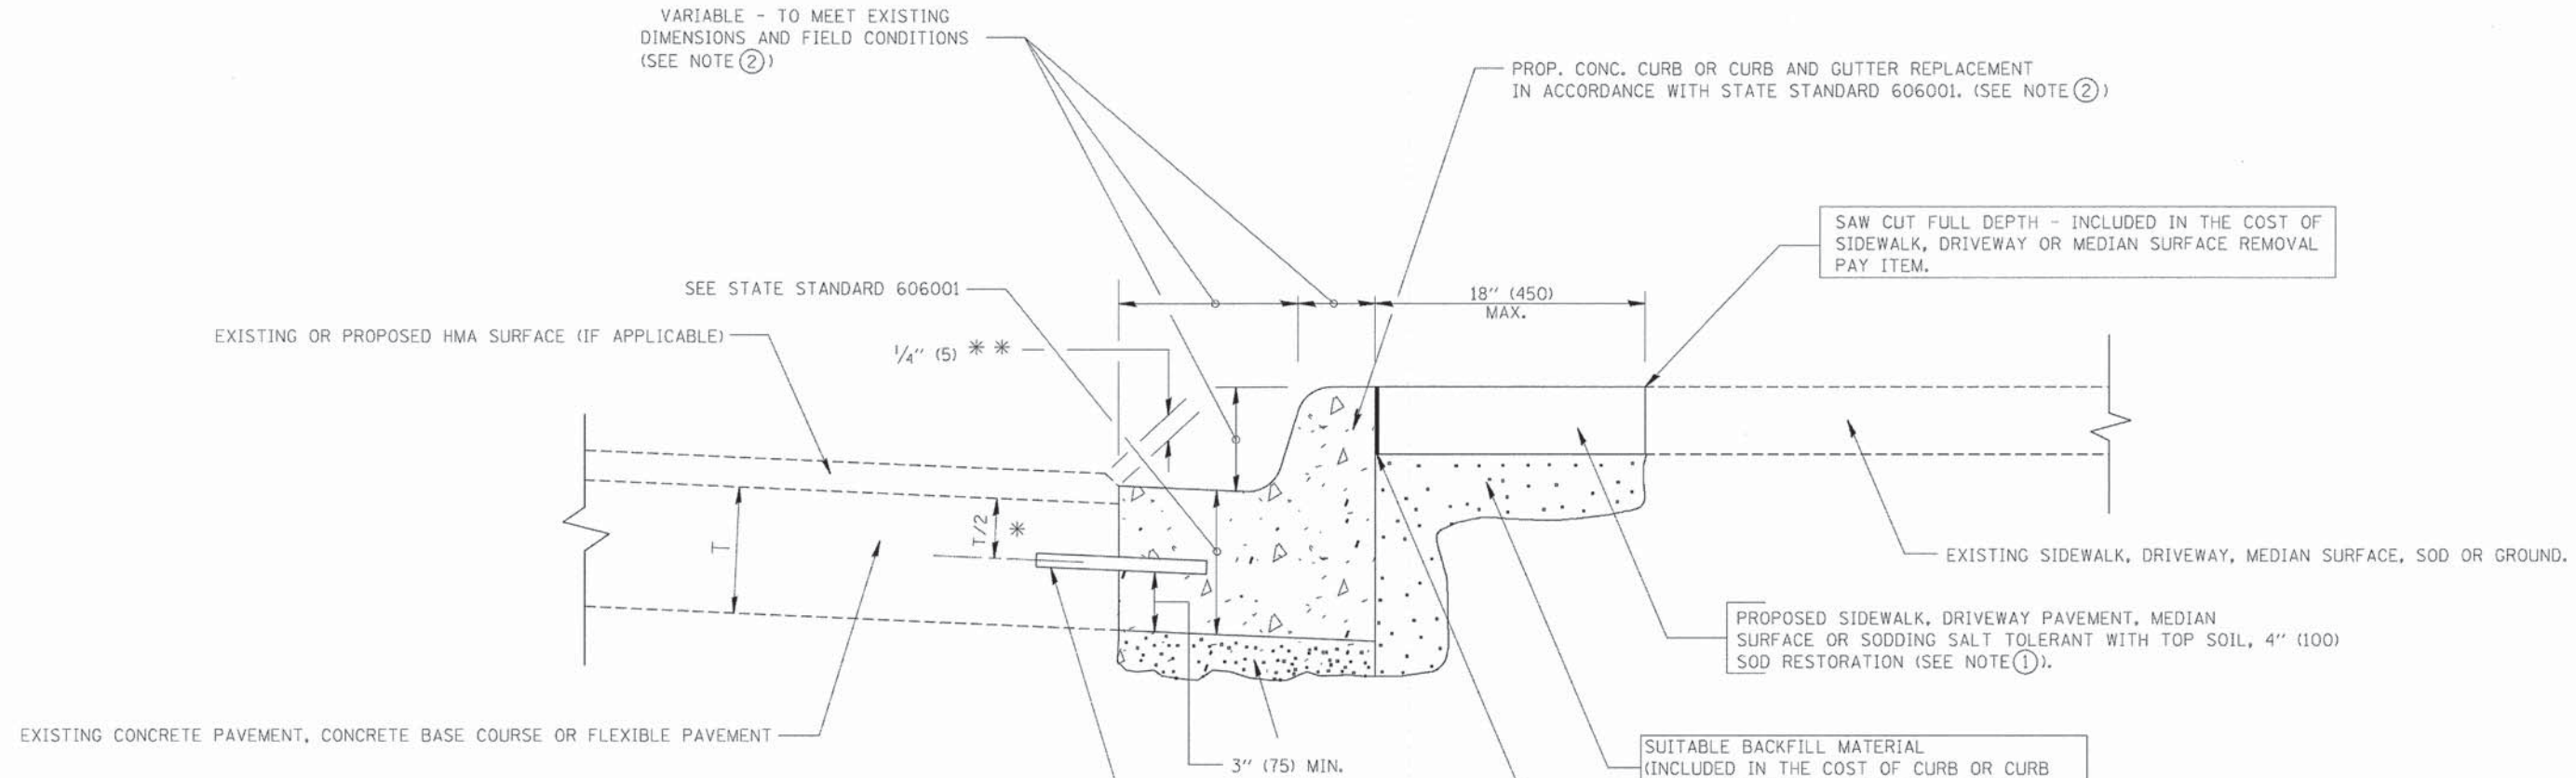 VARIABLE - TO MEET EXISTING
DIMENSIONS AND FIELD CONDITIONS
(SEE NOTE ②)
PROP. CONC. CURB OR CURB AND GUTTER REPLACEMENT
IN ACCORDANCE WITH STATE STANDARD 606001. (SEE NOTE ②)
SAW CUT FULL DEPTH - INCLUDED IN THE COST OF
SIDEWALK, DRIVEWAY OR MEDIAN SURFACE REMOVAL
PAY ITEM.
SEE STATE STANDARD 606001
18" (450)
MAX.
EXISTING OR PROPOSED HMA SURFACE (IF APPLICABLE)
1/4" (5) * *
T
T/2 *
EXISTING SIDEWALK, DRIVEWAY, MEDIAN SURFACE, SOD OR GROUND.
PROPOSED SIDEWALK, DRIVEWAY PAVEMENT, MEDIAN
SURFACE OR SODDING SALT TOLERANT WITH TOP SOIL, 4" (100)
SOD RESTORATION (SEE NOTE ①).
EXISTING CONCRETE PAVEMENT, CONCRETE BASE COURSE OR FLEXIBLE PAVEMENT
3" (75) MIN.
SUITABLE BACKFILL MATERIAL
(INCLUDED IN THE COST OF CURB OR CURB